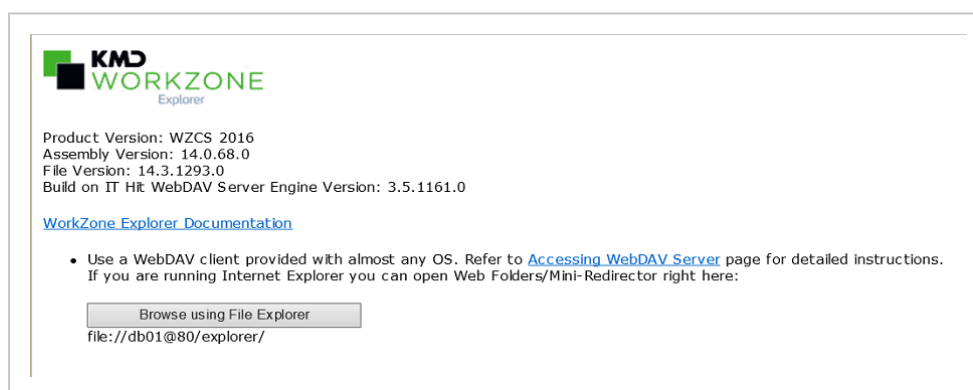 KMD
WORKZONE
Explorer
Product Version: WZCS 2016
Assembly Version: 14.0.68.0
File Version: 14.3.1293.0
Build on IT Hit WebDAV Server Engine Version: 3.5.1161.0
WorkZone Explorer Documentation
• Use a WebDAV client provided with almost any OS. Refer to Accessing WebDAV Server page for detailed instructions.
If you are running Internet Explorer you can open Web Folders/Mini-Redirector right here:
Browse using File Explorer
file://db01@80/explorer/